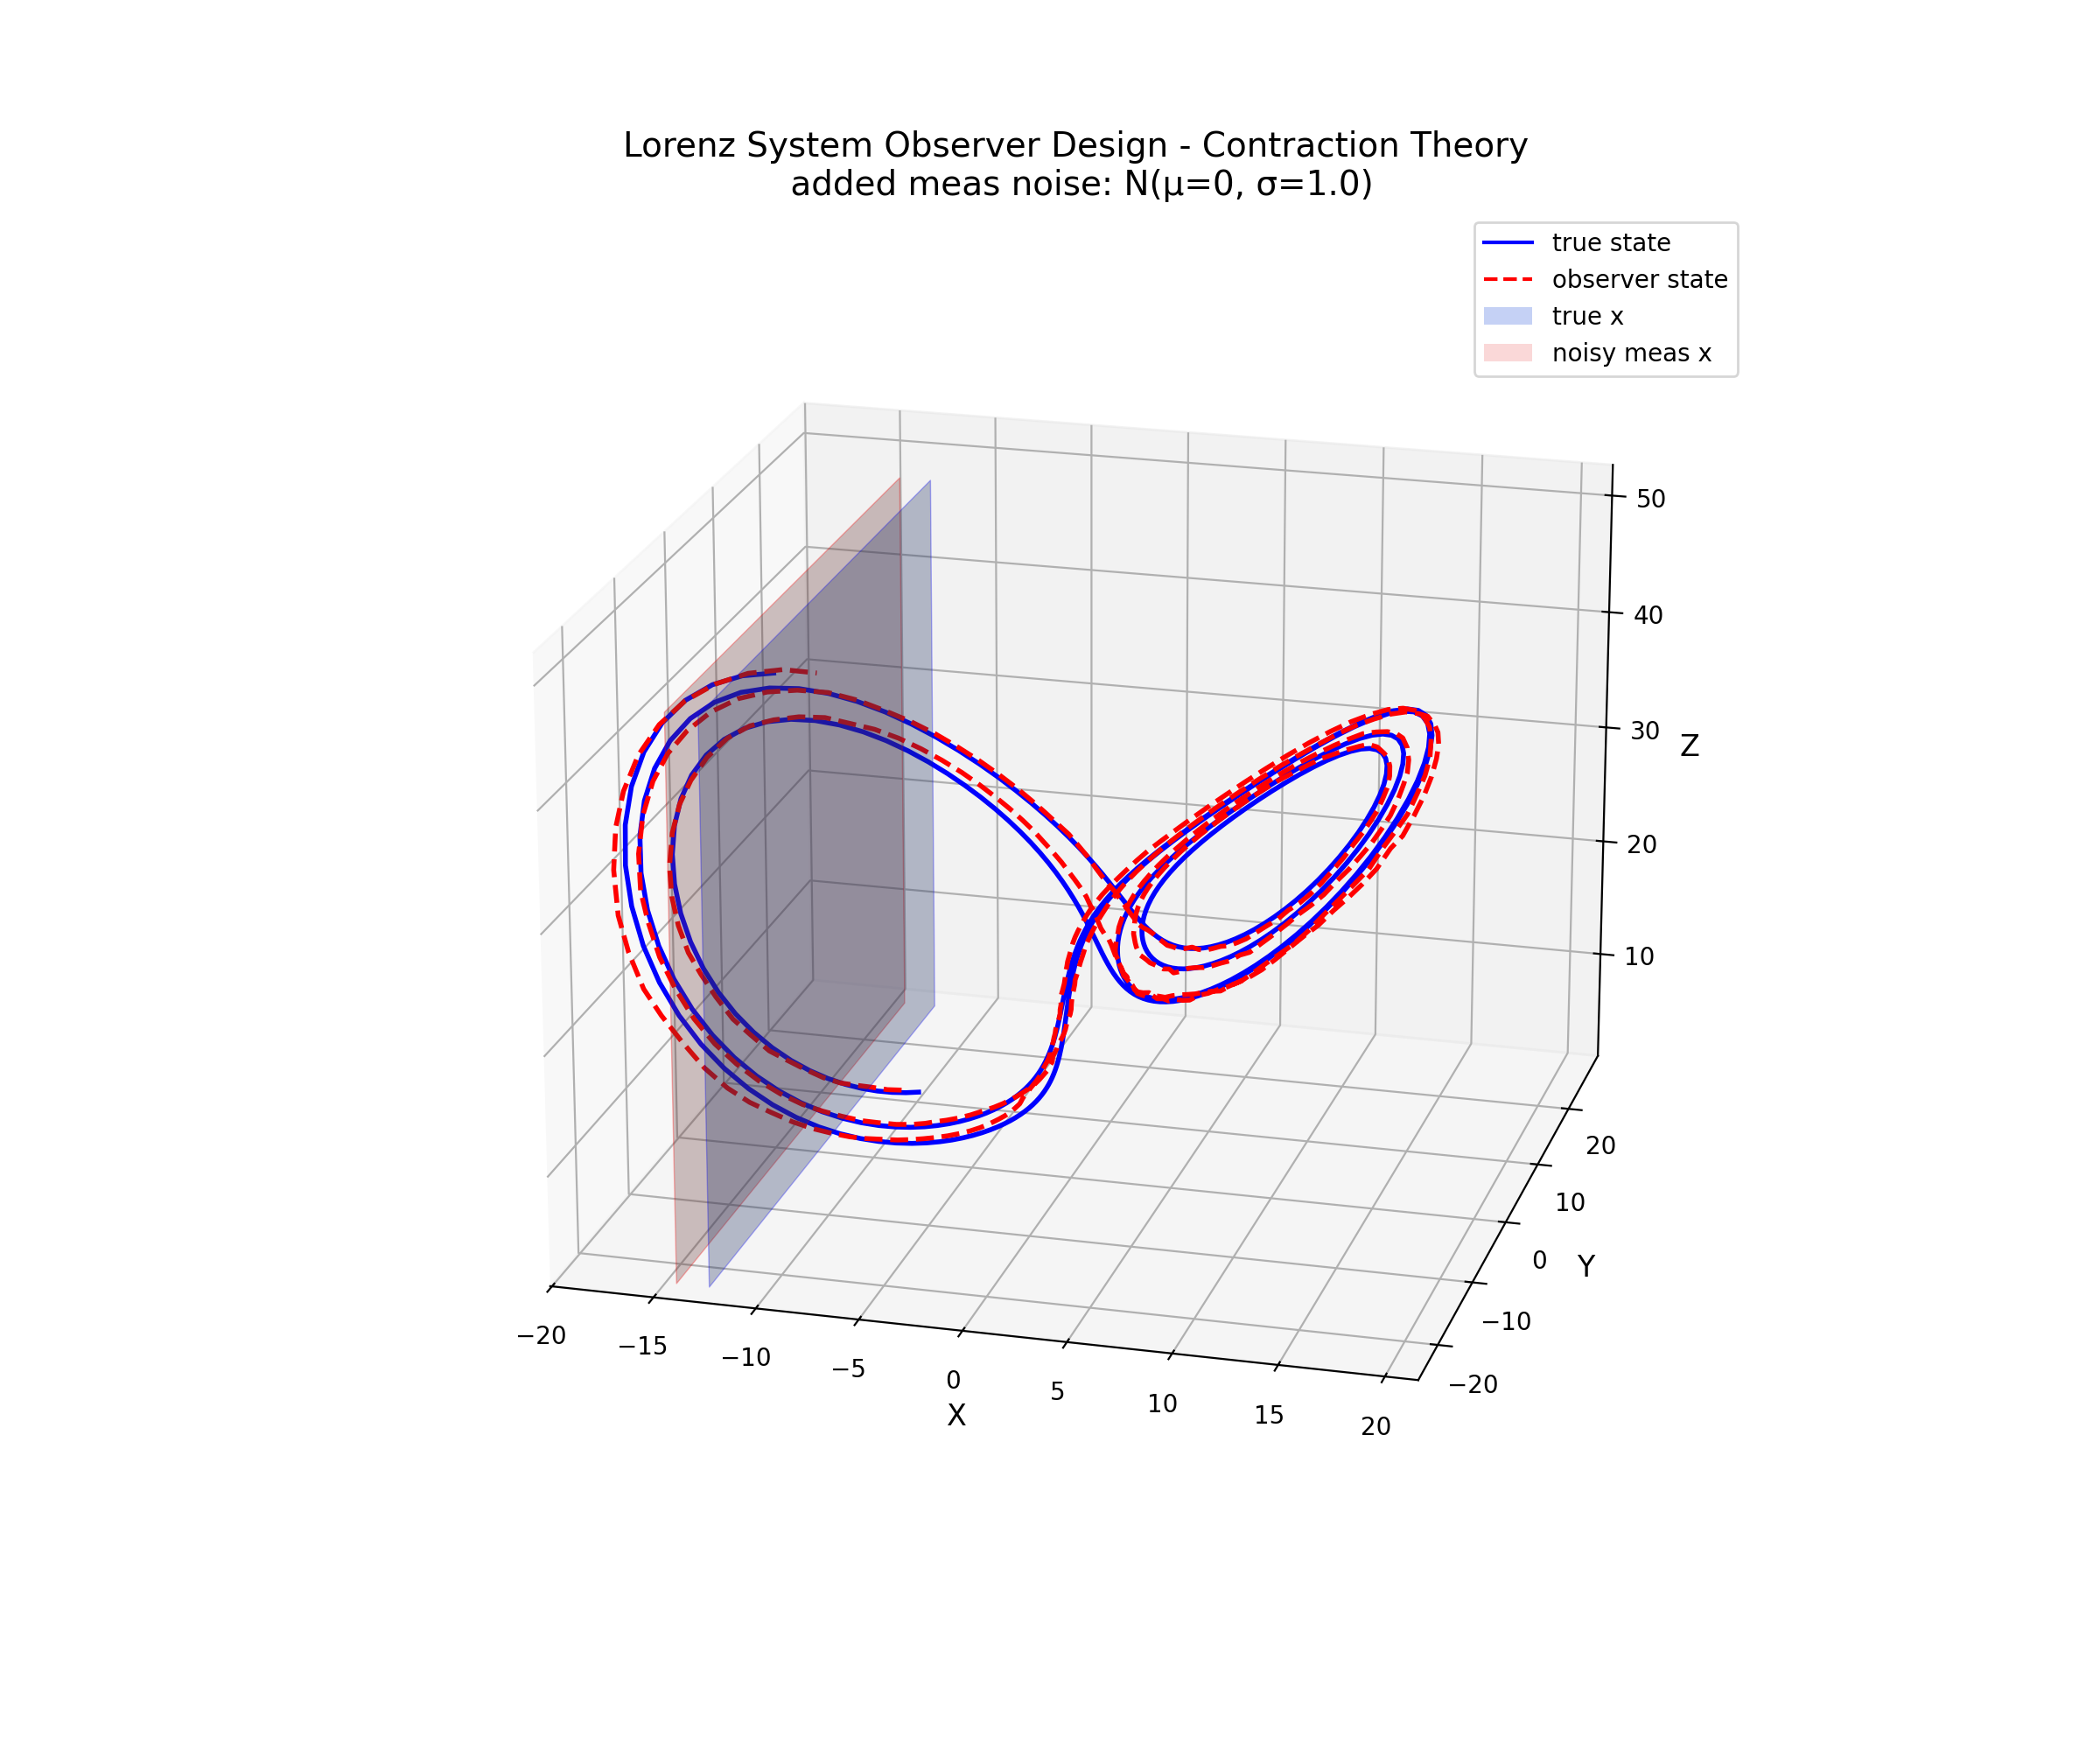 Lorenz System Observer Design - Contraction Theory
added meas noise: N(μ=0, σ=1.0)
true state
observer state
true x
noisy meas x
50
40
30
Z
20
10
20
10
0
Y
−10
−20
−20
−15
−10
−5
0
5
10
15
20
X